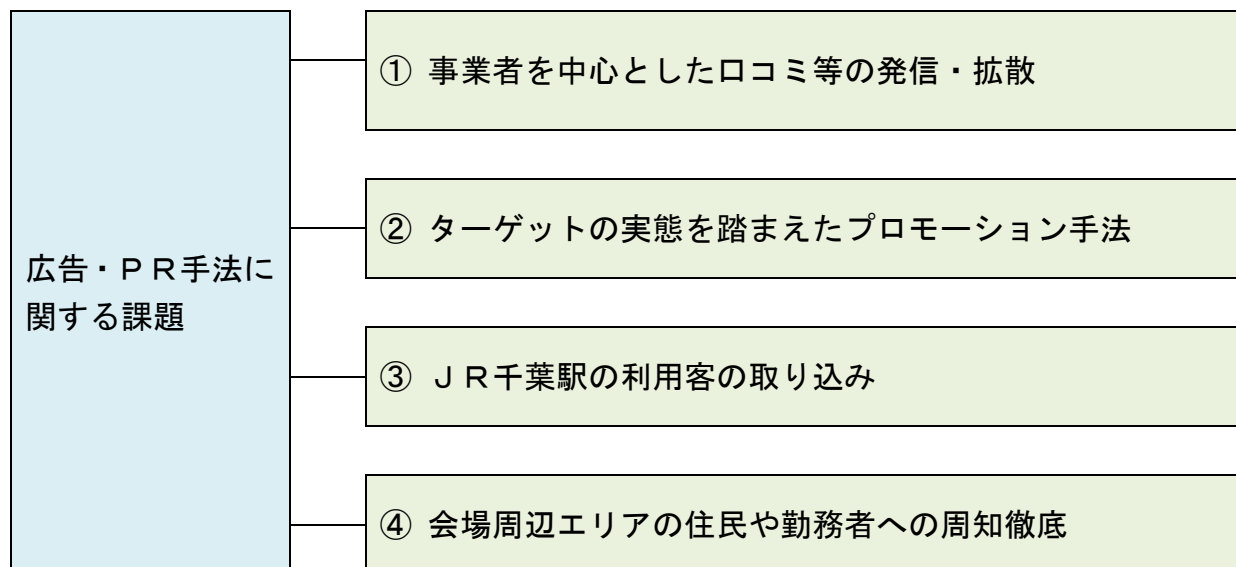 広告・ＰＲ手法に
関する課題
① 事業者を中心とした口コミ等の発信・拡散
② ターゲットの実態を踏まえたプロモーション手法
③ ＪＲ千葉駅の利用客の取り込み
④ 会場周辺エリアの住民や勤務者への周知徹底